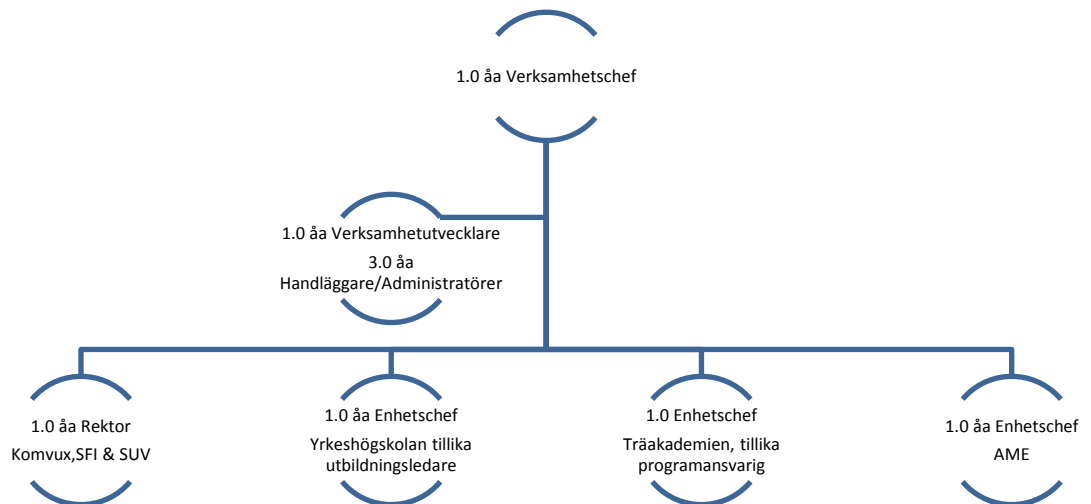 1.0 åa Verksamhetschef
1.0 åa Verksamhetutvecklare
3.0 åa
Handläggare/Administratörer
1.0 åa Rektor
Komvux,SFI & SUV
1.0 åa Enhetschef
Yrkeshögskolan tillika
utbildningsledare
1.0 Enhetschef
Träakademien, tillika
programansvarig
1.0 åa Enhetschef
AME